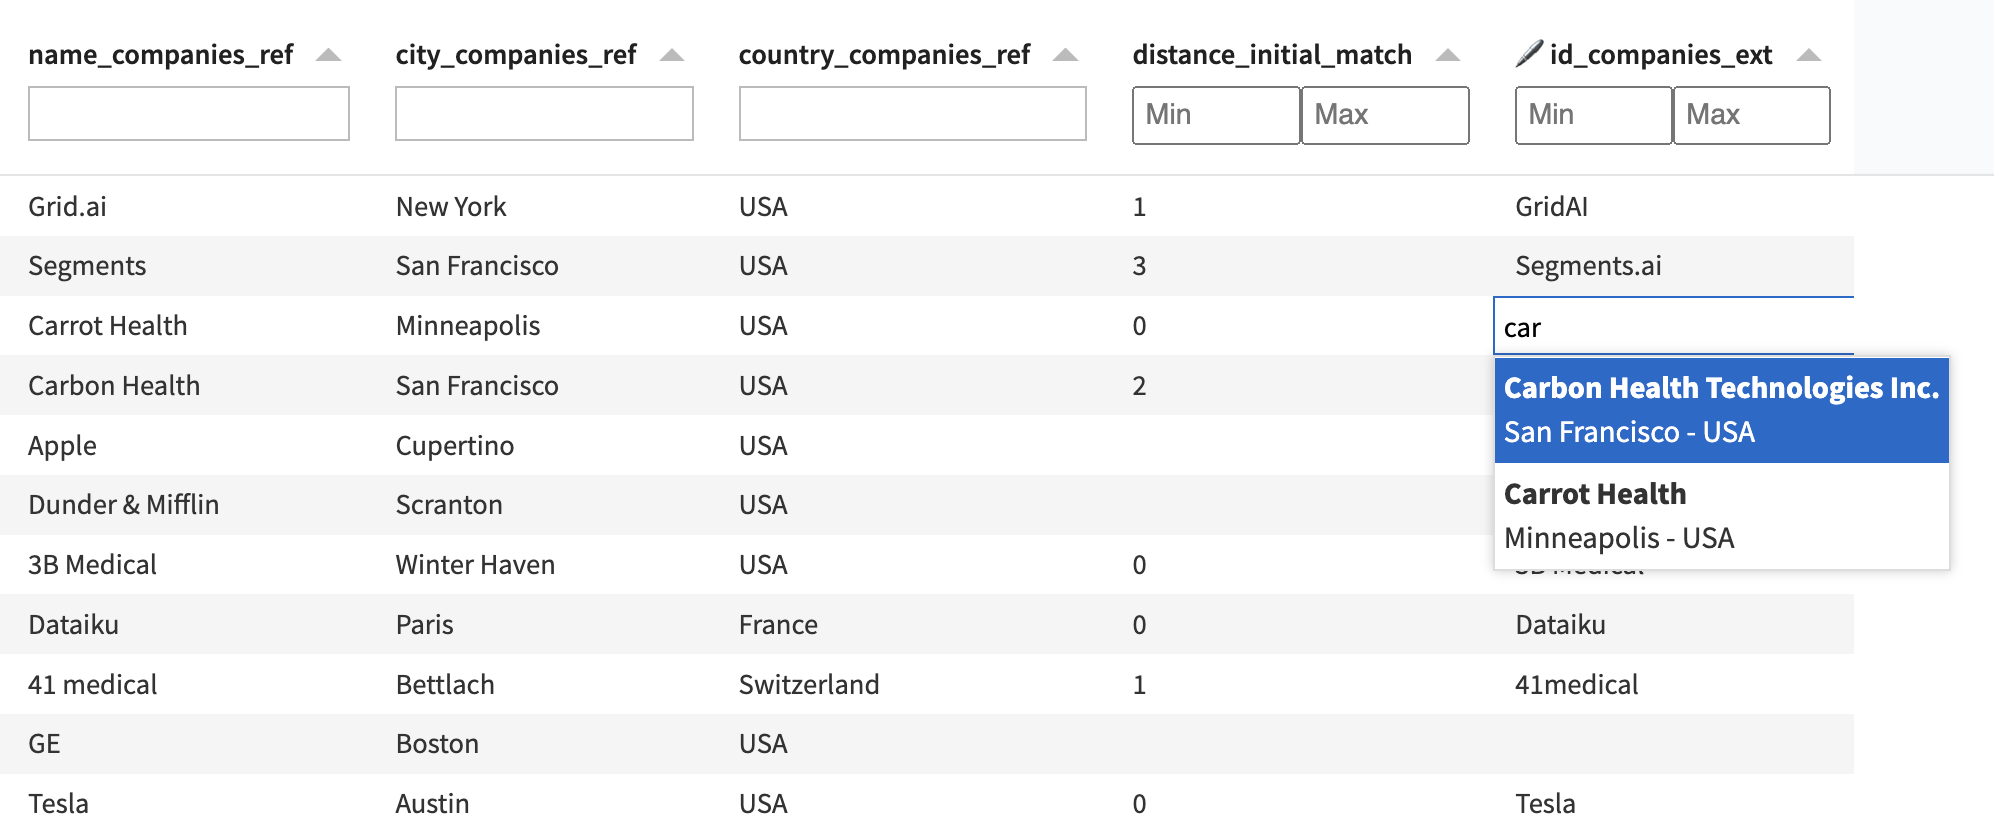 name_companies_ref city_companies_ref country_companies_ref distance_initial_match id_companies_ext
Min Max Min Max
Grid.ai New York USA 1 GridAI
Segments San Francisco USA 3 Segments.ai
Carrot Health Minneapolis USA 0 car
Carbon Health San Francisco USA 2 Carbon Health Technologies Inc.
San Francisco - USA
Apple Cupertino USA
Dunder & Mifflin Scranton USA Carrot Health
Minneapolis - USA
3B Medical Winter Haven USA 0
Dataiku Paris France 0 Dataiku
41 medical Bettlach Switzerland 1 41medical
GE Boston USA
Tesla Austin USA 0 Tesla